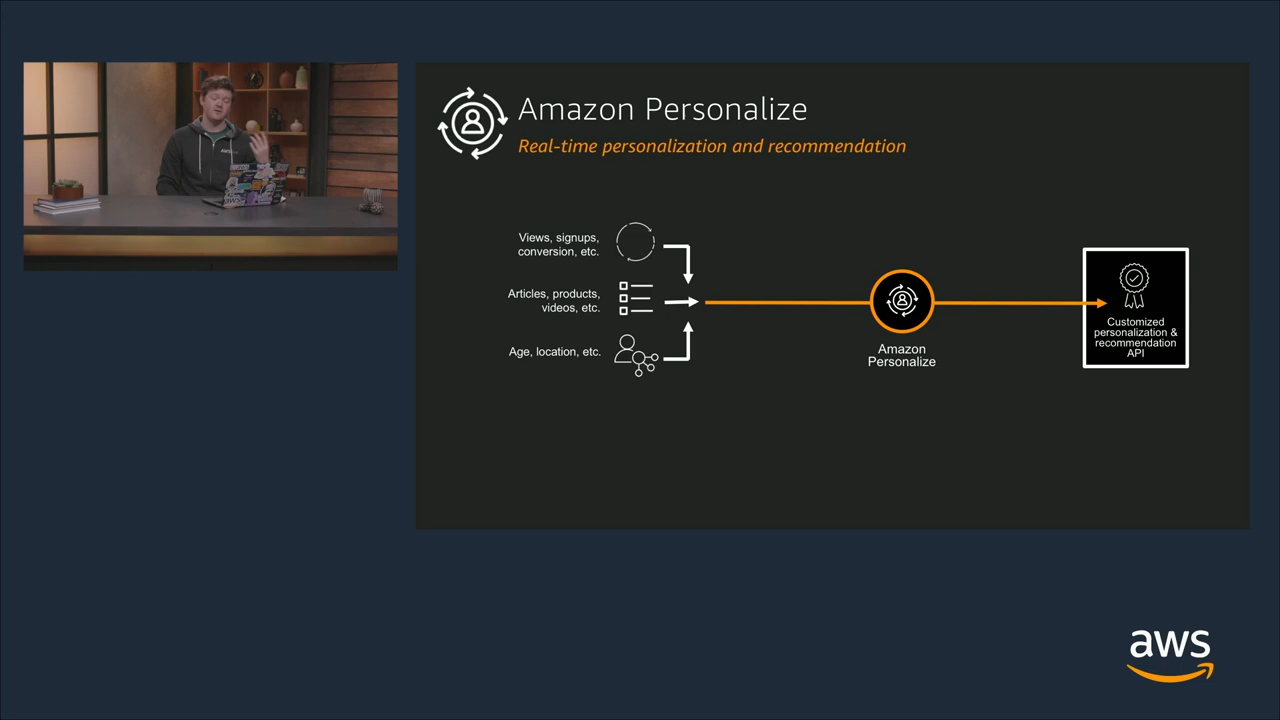 Amazon Personalize
Real-time personalization and recommendation
Views, signups,
conversion, etc.
Articles, products,
videos, etc.
Age, location, etc.
Amazon
Personalize
Customized
personalization &
recommendation
API
aws